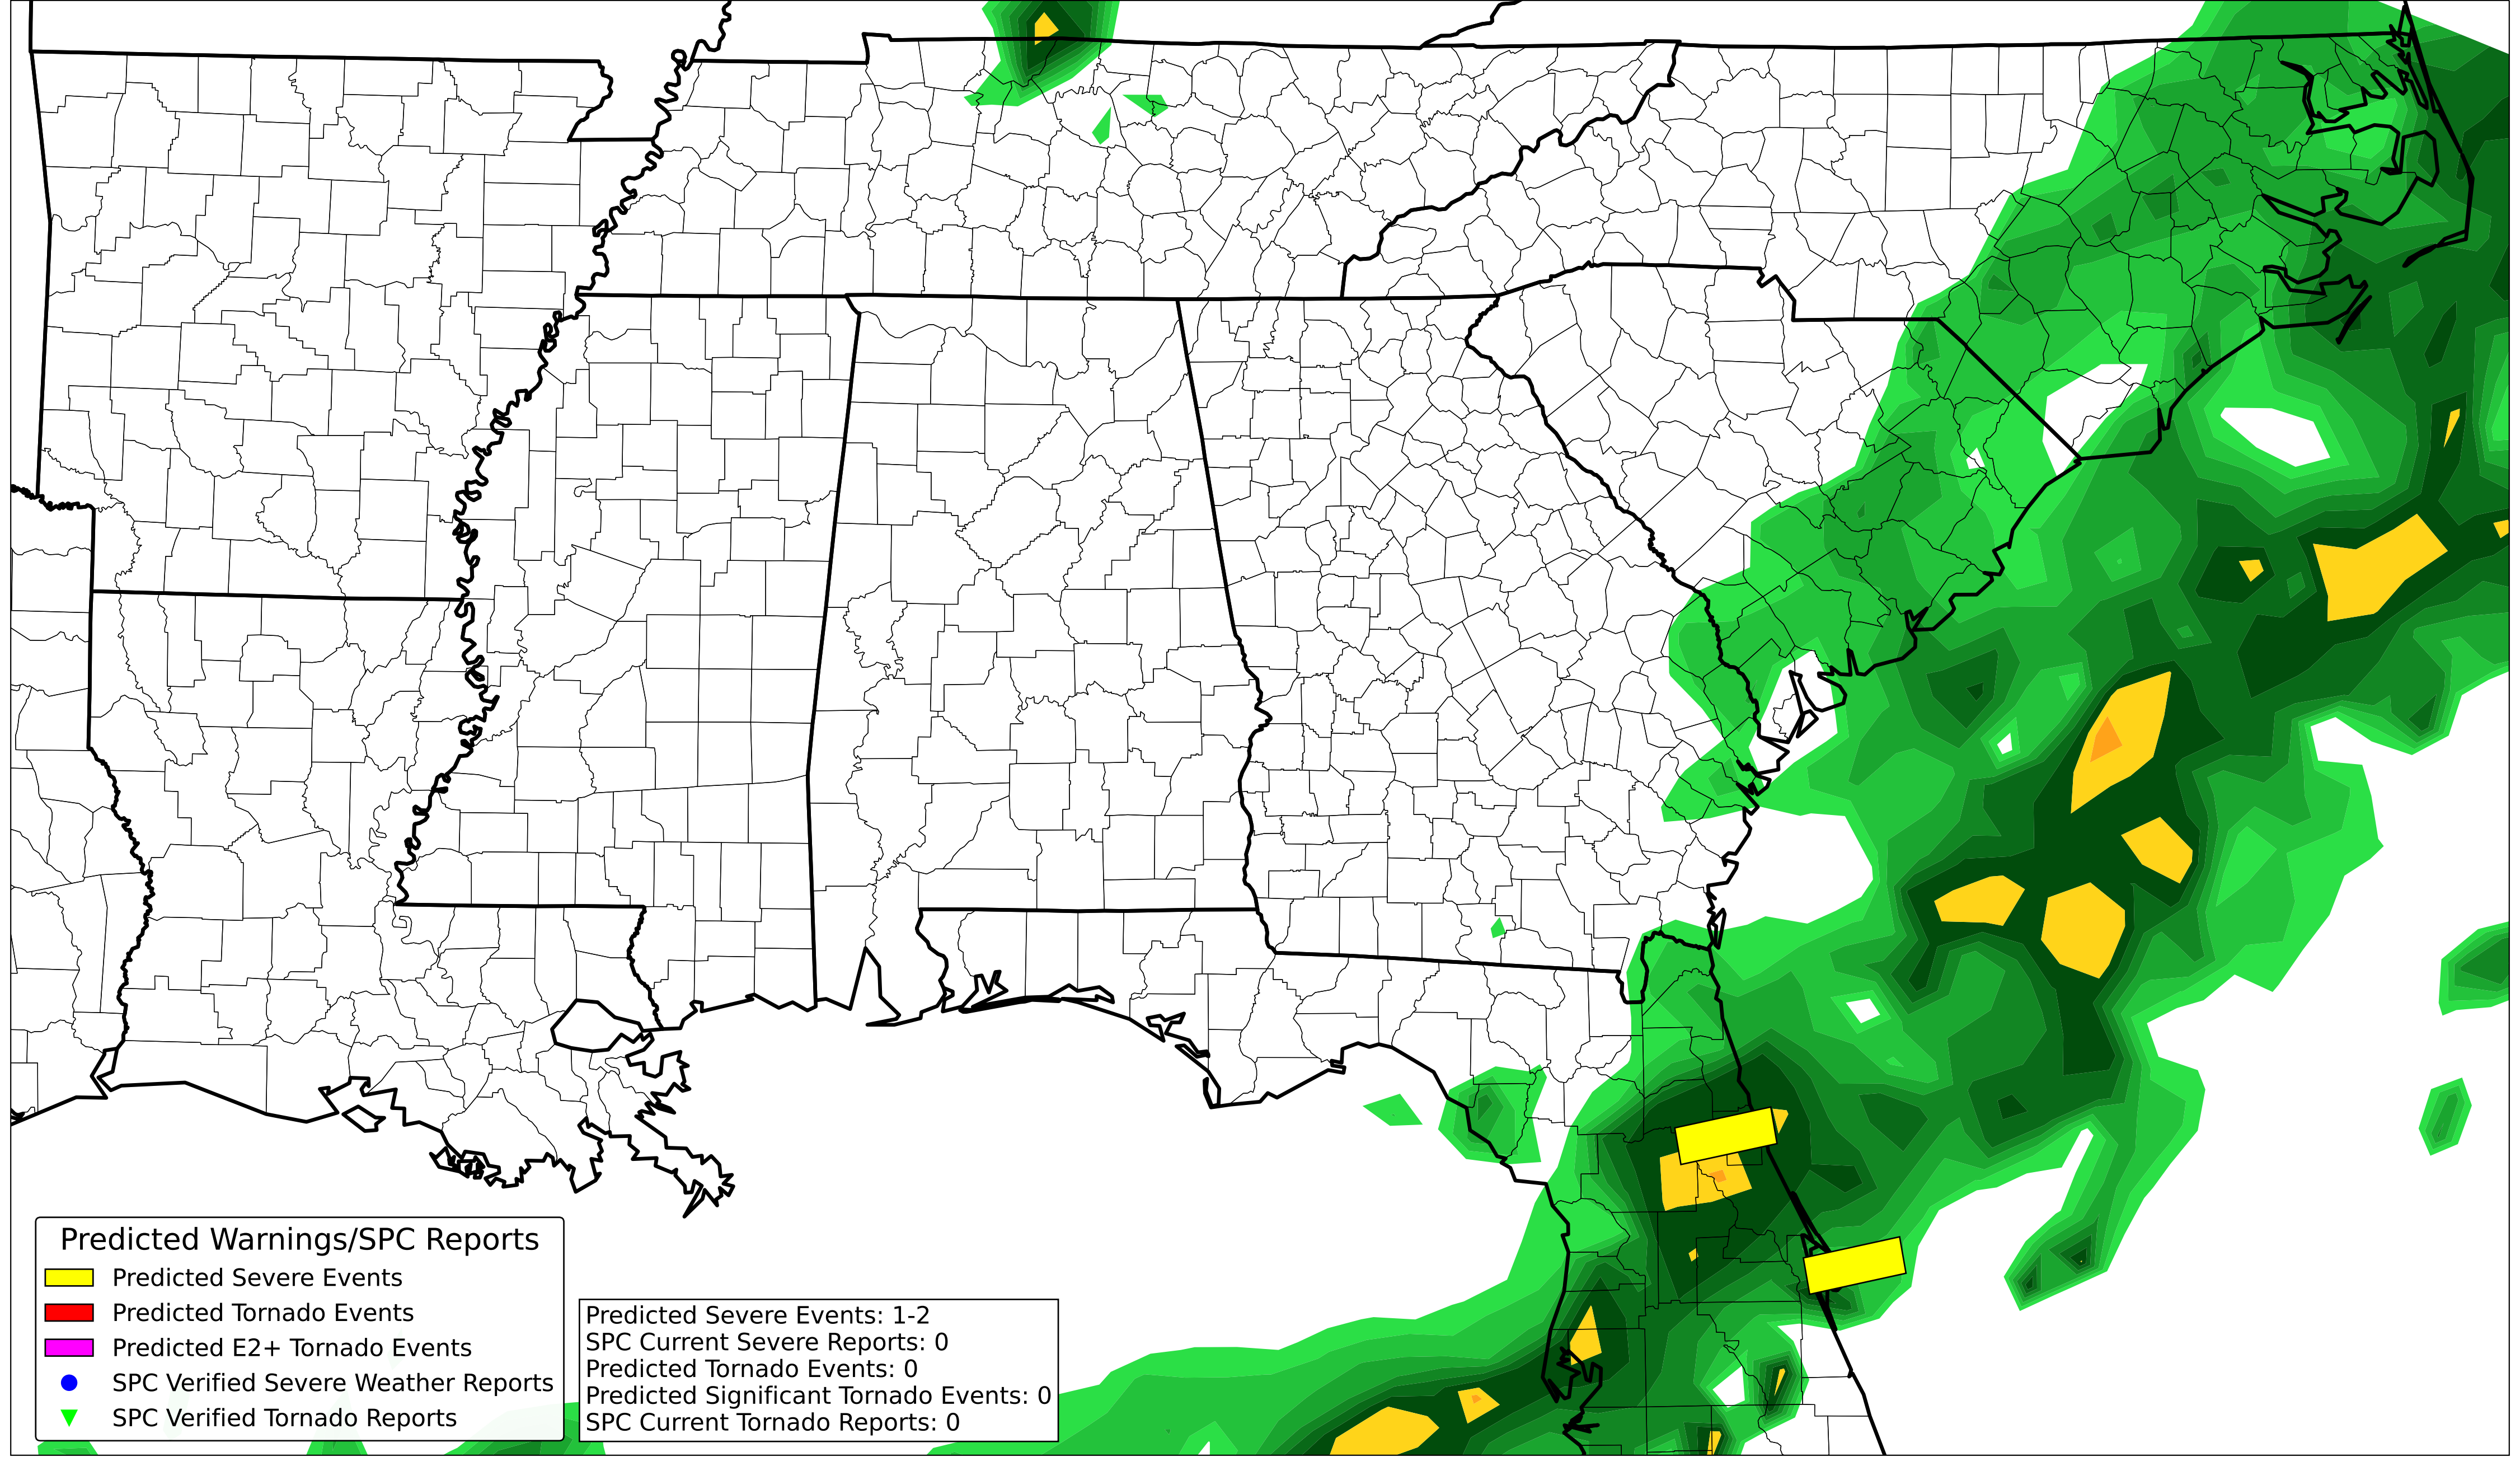 Predicted Warnings/SPC Reports
Predicted Severe Events
Predicted Tornado Events
Predicted E2+ Tornado Events
SPC Verified Severe Weather Reports
SPC Verified Tornado Reports
Predicted Severe Events: 1-2
SPC Current Severe Reports: 0
Predicted Tornado Events: 0
Predicted Significant Tornado Events: 0
SPC Current Tornado Reports: 0